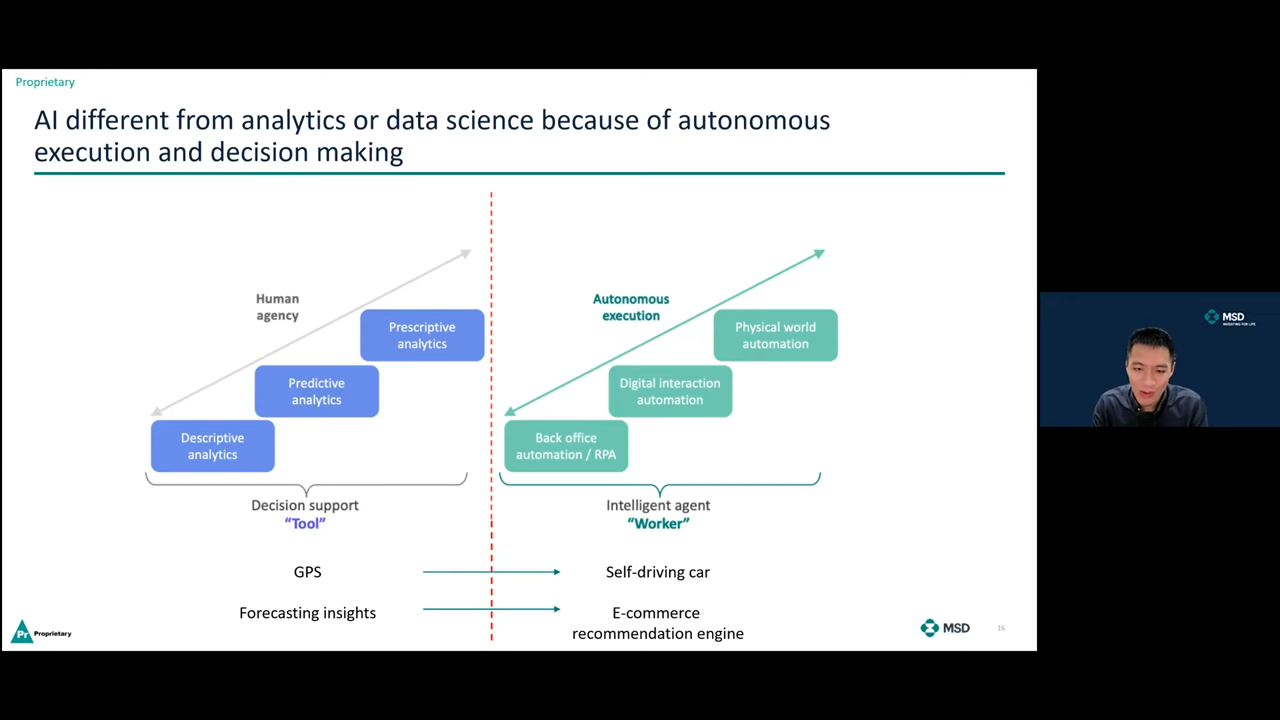 Proprietary
AI different from analytics or data science because of autonomous
execution and decision making
Human
agency
Prescriptive
analytics
Predictive
analytics
Descriptive
analytics
Decision support
“Tool”
Autonomous
execution
Physical world
automation
Digital interaction
automation
Back office
automation / RPA
Intelligent agent
“Worker”
GPS
Self-driving car
Forecasting insights
E-commerce
recommendation engine
Pr
Proprietary
MSD
16
MSD
INVENTING FOR LIFE